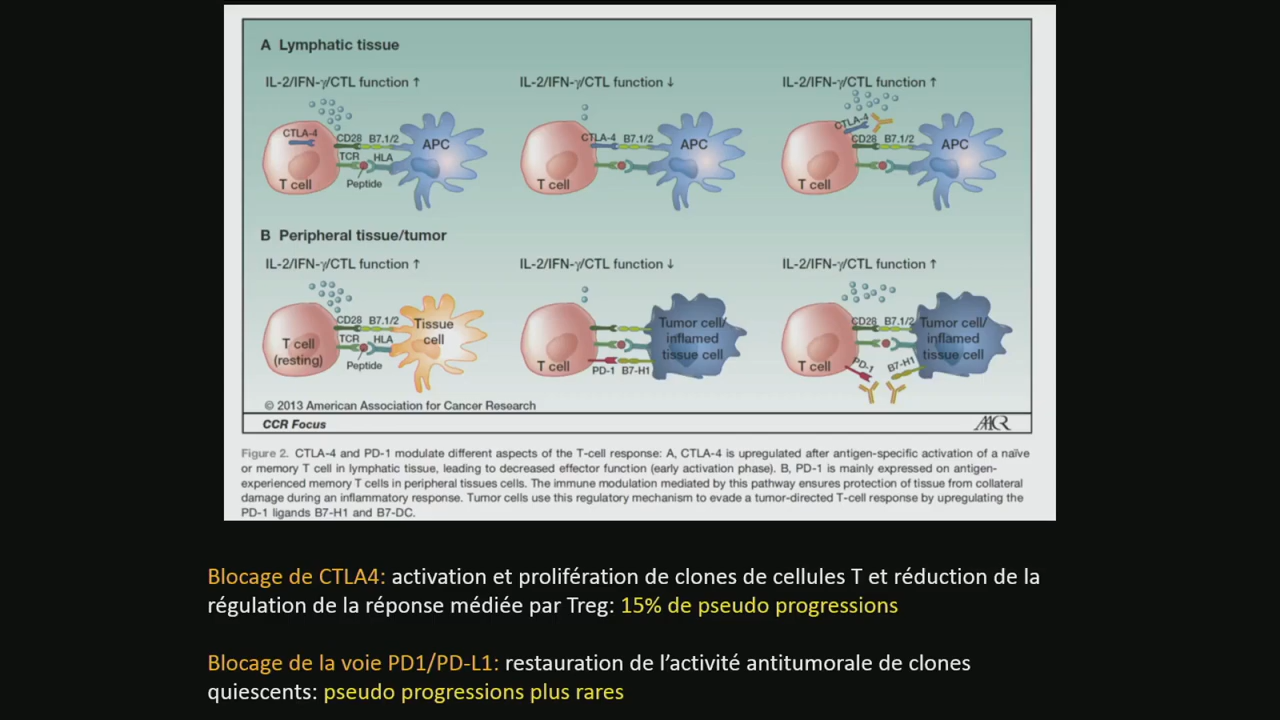 A Lymphatic tissue
IL-2/IFN-γ/CTL function ↑
IL-2/IFN-γ/CTL function ↓
IL-2/IFN-γ/CTL function ↑
CTLA-4
CD28 B7.1/2
APC
TCR HLA
T cell
Peptide
CTLA-4 B7.1/2
APC
T cell
CTLA-4
CD28 B7.1/2
APC
T cell
B Peripheral tissue/tumor
IL-2/IFN-γ/CTL function ↑
IL-2/IFN-γ/CTL function ↓
IL-2/IFN-γ/CTL function ↑
CD28 B7.1/2
Tissue
cell
T cell
(resting)
TCR HLA
Peptide
Tumor cell/
inflamed
tissue cell
T cell
PD-1 B7-H1
CD28 B7.1/2
Tumor cell/
inflamed
tissue cell
T cell
PD-1
B7-H1
© 2013 American Association for Cancer Research
CCR Focus
AACR
Figure 2. CTLA-4 and PD-1 modulate different aspects of the T-cell response: A, CTLA-4 is upregulated after antigen-specific activation of a naïve
or memory T cell in lymphatic tissue, leading to decreased effector function (early activation phase). B, PD-1 is mainly expressed on antigen-
experienced memory T cells in peripheral tissues cells. The immune modulation mediated by this pathway ensures protection of tissue from collateral
damage during an inflammatory response. Tumor cells use this regulatory mechanism to evade a tumor-directed T-cell response by upregulating the
PD-1 ligands B7-H1 and B7-DC.
Blocage de CTLA4: activation et prolifération de clones de cellules T et réduction de la
régulation de la réponse médiée par Treg: 15% de pseudo progressions
Blocage de la voie PD1/PD-L1: restauration de l'activité antitumorale de clones
quiescents: pseudo progressions plus rares